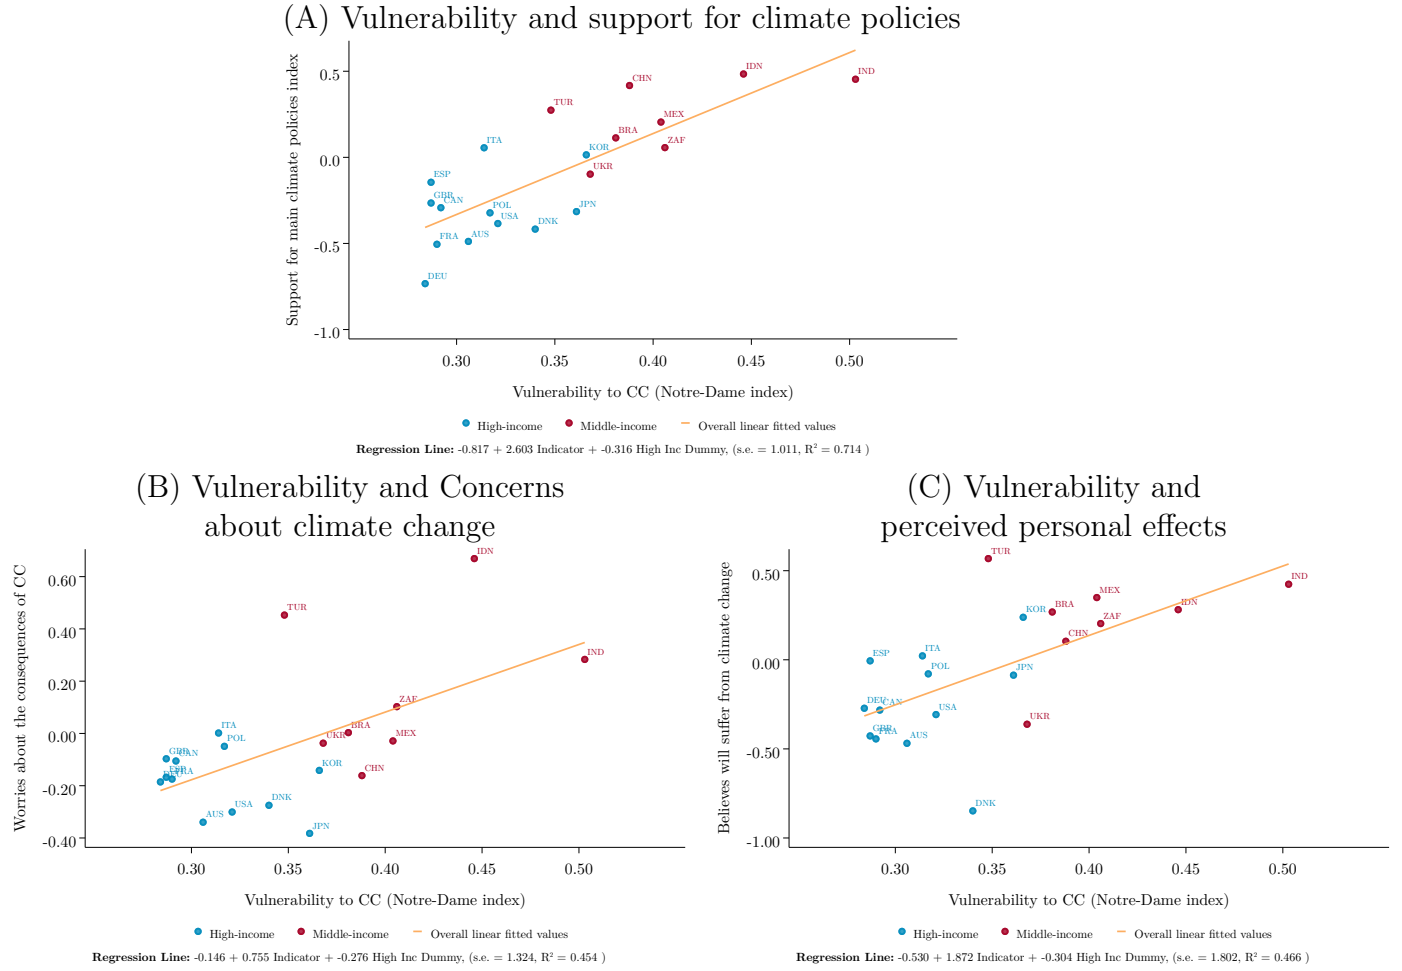 (A) Vulnerability and support for climate policies
Support for main climate policies index
0.5
0.0
-0.5
-1.0
IDN
IND
CHN
TUR
MEX
BRA
ZAF
ITA
KOR
UKR
ESP
GBR
CAN
POL
JPN
USA
DNK
FRA
AUS
DEU
0.30 0.35 0.40 0.45 0.50
Vulnerability to CC (Notre-Dame index)
High-income Middle-income Overall linear fitted values
Regression Line: -0.817 + 2.603 Indicator + -0.316 High Inc Dummy, (s.e. = 1.011, R² = 0.714 )
(B) Vulnerability and Concerns
about climate change
Worries about the consequences of CC
0.60
0.40
0.20
0.00
-0.20
-0.40
IDN
TUR
IND
ZAF
ITA
BRA
UKR
MEX
POL
GBR
CAN
KOR
CHN
ESP
FRA
DEU
DNK
USA
AUS
JPN
0.30 0.35 0.40 0.45 0.50
Vulnerability to CC (Notre-Dame index)
High-income Middle-income Overall linear fitted values
Regression Line: -0.146 + 0.755 Indicator + -0.276 High Inc Dummy, (s.e. = 1.324, R² = 0.454 )
(C) Vulnerability and
perceived personal effects
Believes will suffer from climate change
0.50
0.00
-0.50
-1.00
TUR
IND
MEX
IDN
BRA
KOR
ZAF
CHN
ITA
ESP
POL
JPN
DEU
CAN
USA
UKR
GBR
FRA
AUS
DNK
0.30 0.35 0.40 0.45 0.50
Vulnerability to CC (Notre-Dame index)
High-income Middle-income Overall linear fitted values
Regression Line: -0.530 + 1.872 Indicator + -0.304 High Inc Dummy, (s.e. = 1.802, R² = 0.466 )